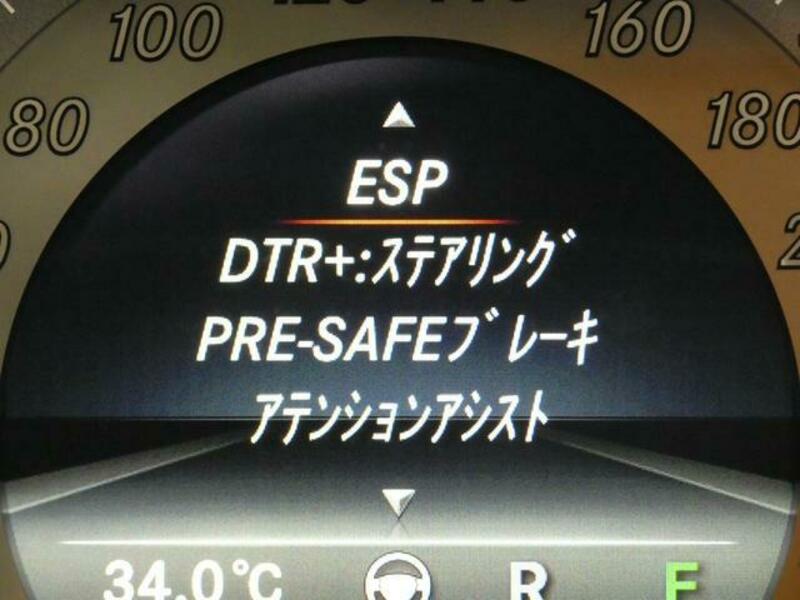 100
160
80
180
ESP
DTR+:ステアリング
PRE-SAFEブレーキ
アテンションアシスト
34.0°C
R
E